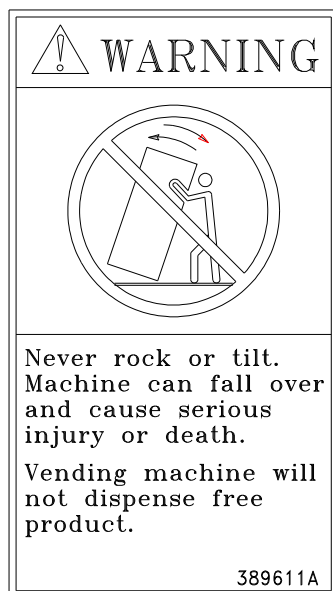 WARNING
Never rock or tilt.
Machine can fall over
and cause serious
injury or death.
Vending machine will
not dispense free
product.
389611A